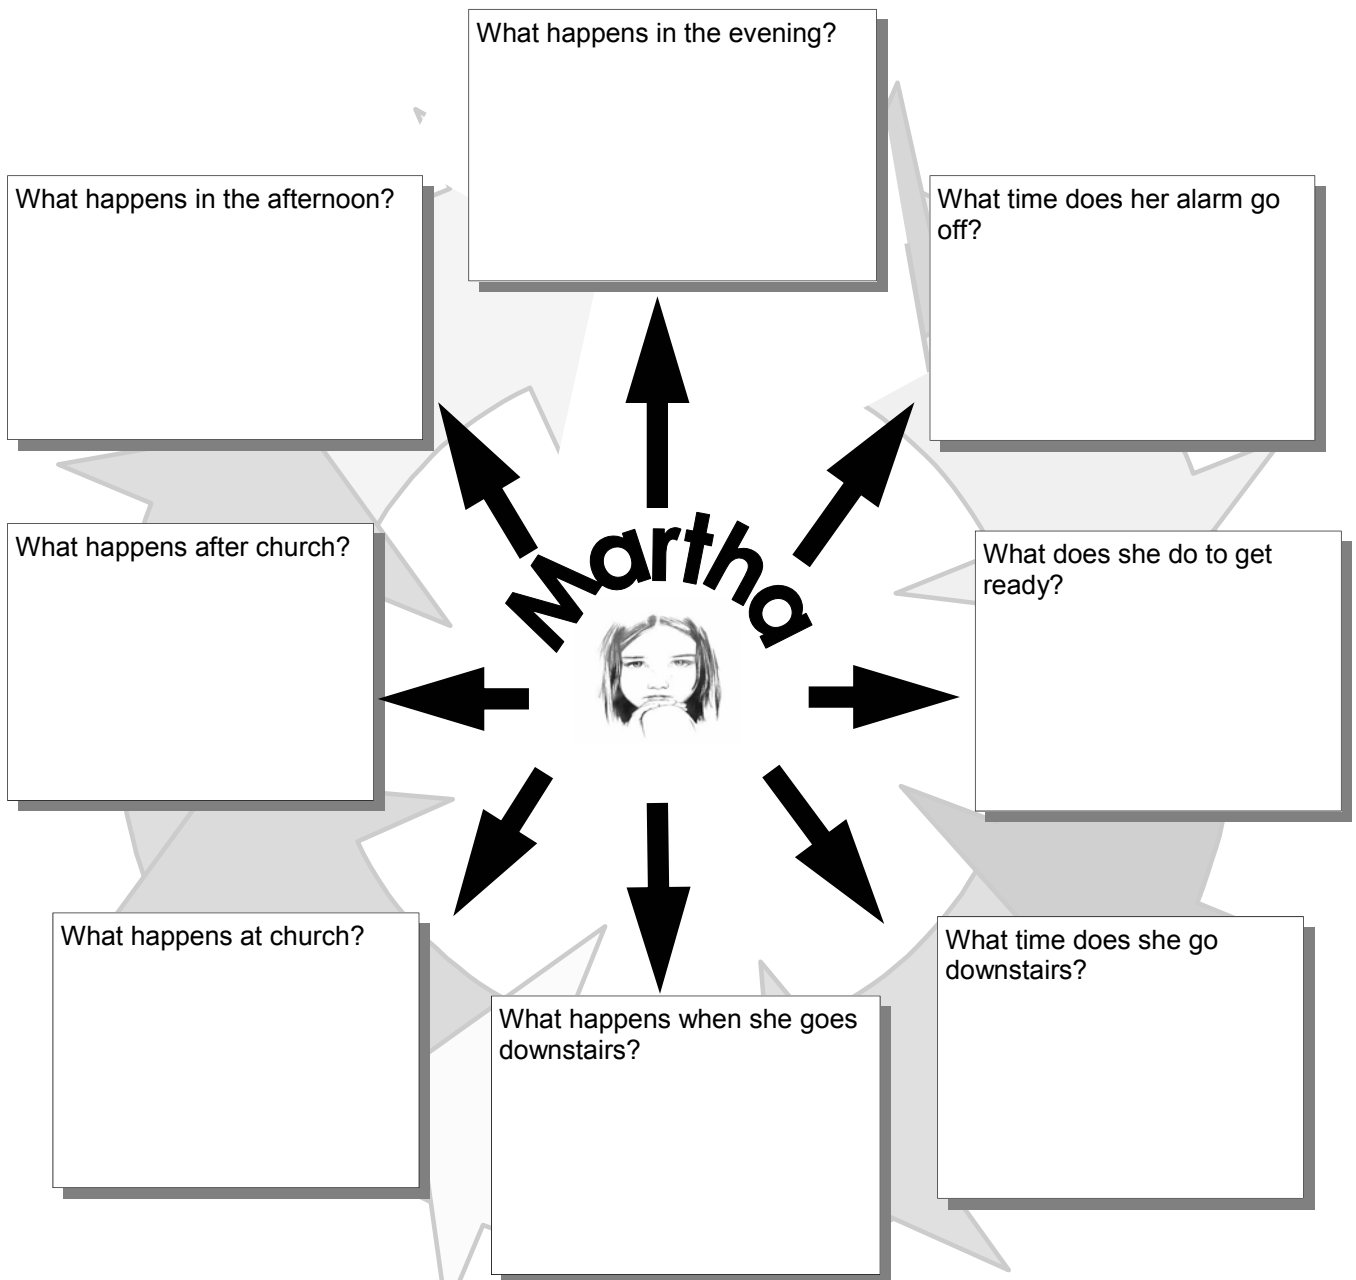 What happens in the evening?
What happens in the afternoon?
What time does her alarm go
off?
What happens after church?
Martha
What does she do to get
ready?
What happens at church?
What time does she go
downstairs?
What happens when she goes
downstairs?